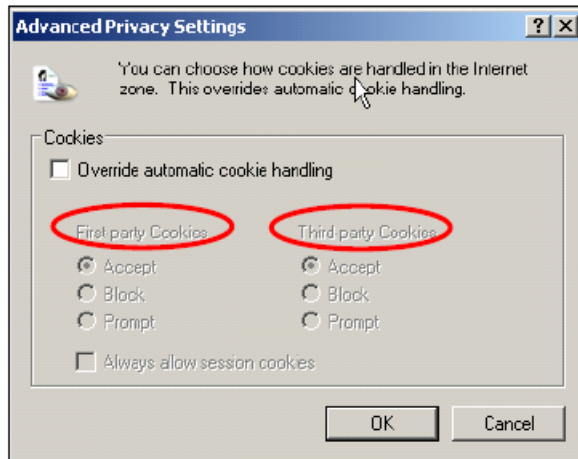 Advanced Privacy Settings
You can choose how cookies are handled in the Internet
zone. This overrides automatic cookie handling.
Cookies
Override automatic cookie handling
First party Cookies Third party Cookies
Accept Accept
Block Block
Prompt Prompt
Always allow session cookies
OK Cancel